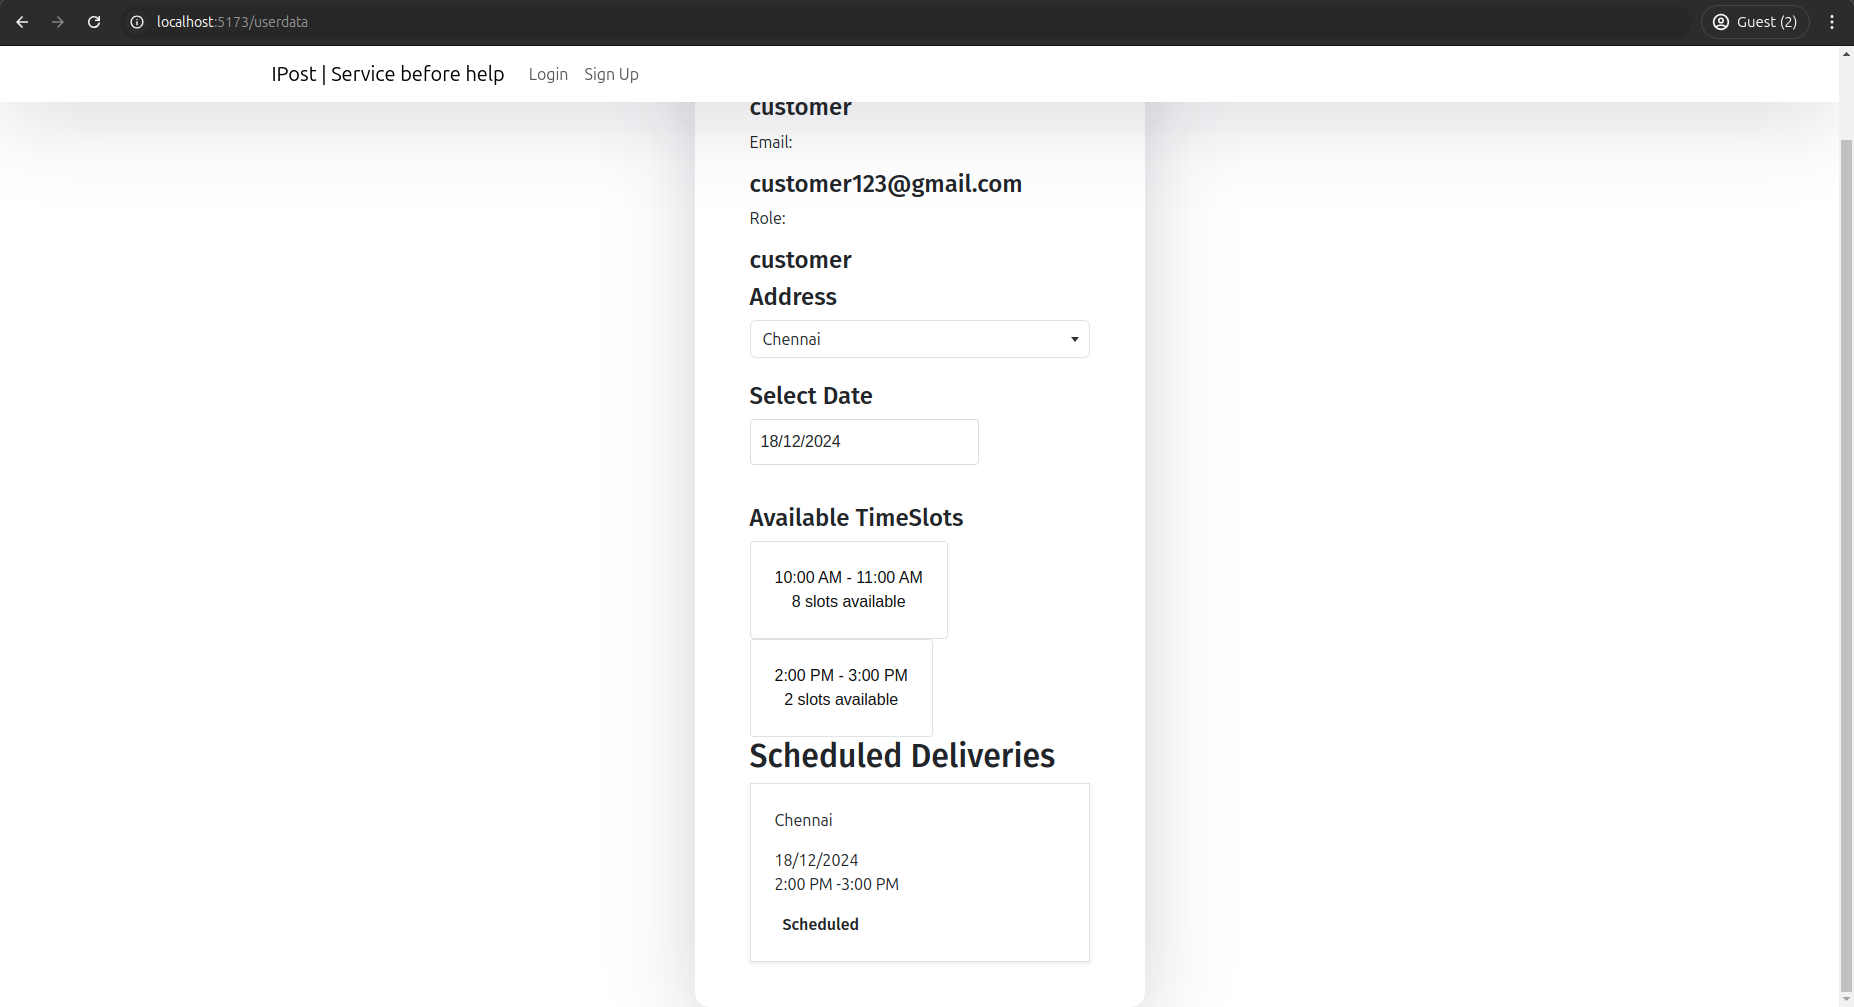 localhost:5173/userdata
Guest (2)
IPost | Service before help
Login
Sign Up
customer
Email:
customer123@gmail.com
Role:
customer
Address
Chennai
Select Date
18/12/2024
Available TimeSlots
10:00 AM - 11:00 AM
8 slots available
2:00 PM - 3:00 PM
2 slots available
Scheduled Deliveries
Chennai
18/12/2024
2:00 PM -3:00 PM
Scheduled